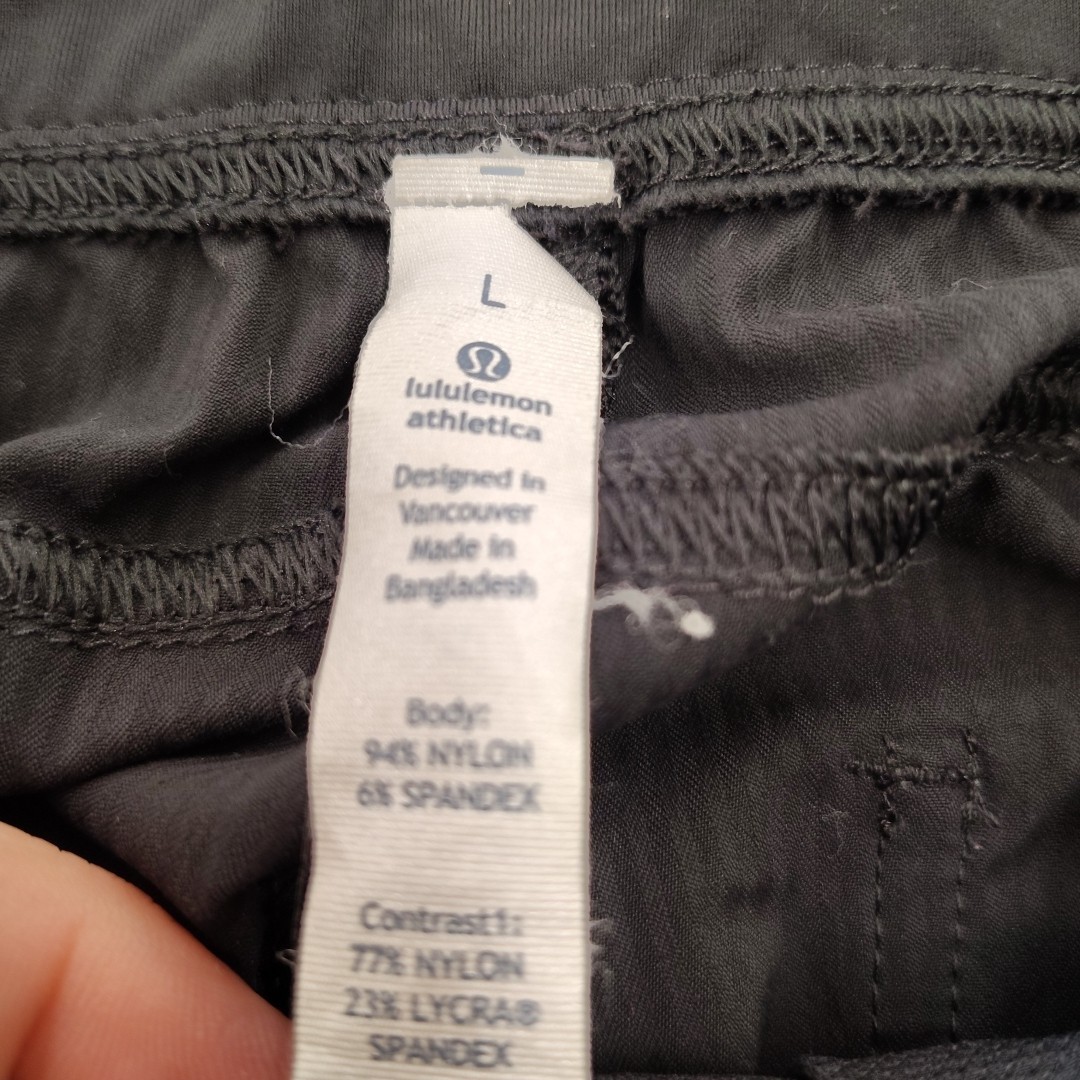 L
lululemon
athletica
Designed in
Vancouver
Made in
Bangladesh
Body:
94% NYLON
6% SPANDEX
Contrast1:
77% NYLON
23% LYCRA®
SPANDEX